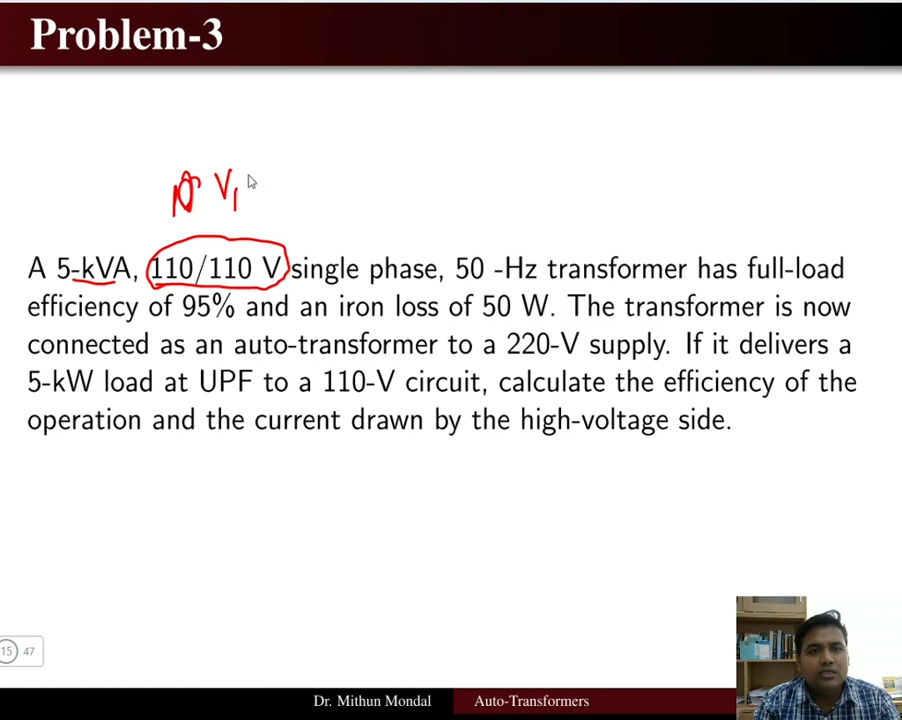 Problem-3
V1
A 5-kVA, 110/110 V single phase, 50 -Hz transformer has full-load
efficiency of 95% and an iron loss of 50 W. The transformer is now
connected as an auto-transformer to a 220-V supply. If it delivers a
5-kW load at UPF to a 110-V circuit, calculate the efficiency of the
operation and the current drawn by the high-voltage side.
15 47
Dr. Mithun Mondal Auto-Transformers